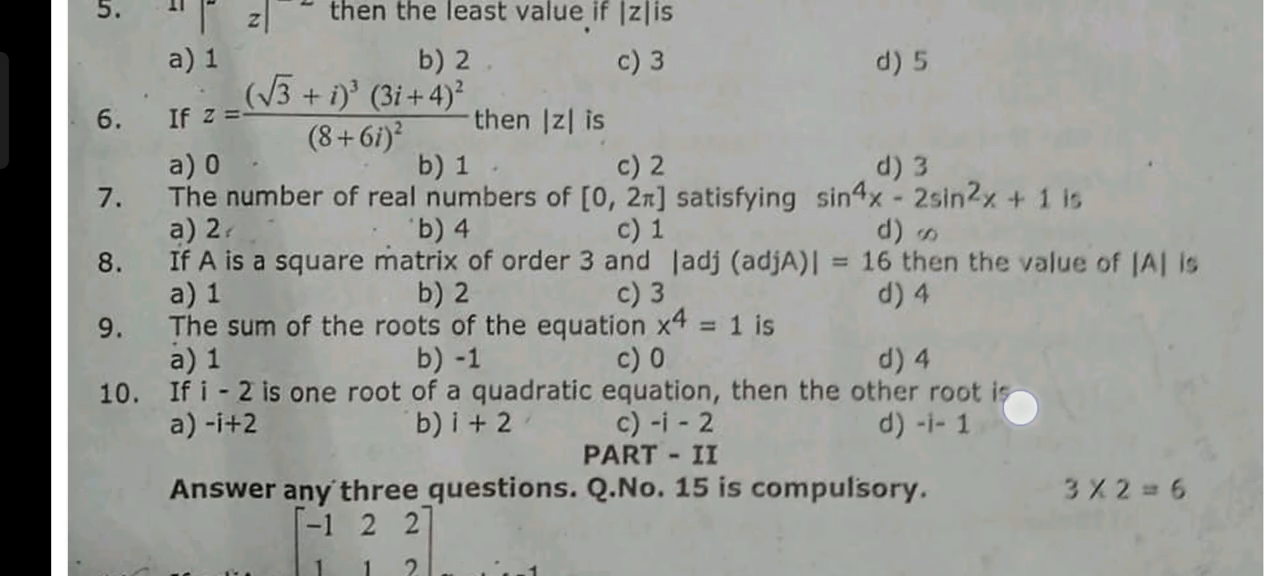 5. If |z| then the least value if |z|is
a) 1 b) 2 c) 3 d) 5
6. If z = (√3 + i)³ (3i+4)² / (8+6i)² then |z| is
a) 0 b) 1 c) 2 d) 3
7. The number of real numbers of [0, 2π] satisfying sin⁴x - 2sin²x + 1 is
a) 2 b) 4 c) 1 d) ∞
8. If A is a square matrix of order 3 and |adj (adjA)| = 16 then the value of |A| is
a) 1 b) 2 c) 3 d) 4
9. The sum of the roots of the equation x⁴ = 1 is
a) 1 b) -1 c) 0 d) 4
10. If i - 2 is one root of a quadratic equation, then the other root is
a) -i+2 b) i + 2 c) -i - 2 d) -i- 1
PART - II
Answer any three questions. Q.No. 15 is compulsory. 3 X 2 = 6
[-1 2 2]
1 1 2